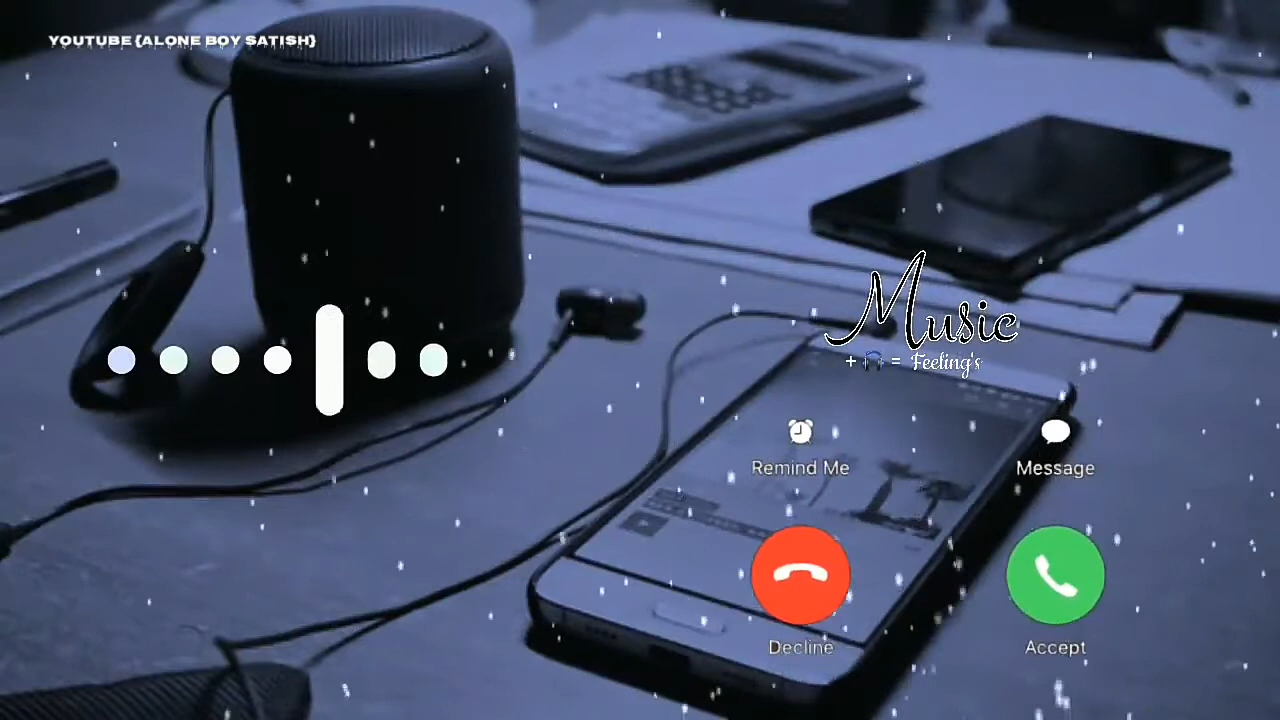 YOUTUBE (ALONE BOY SATISH)
Music
+ 🎧 = Feeling's
Remind Me
Message
Decline
Accept